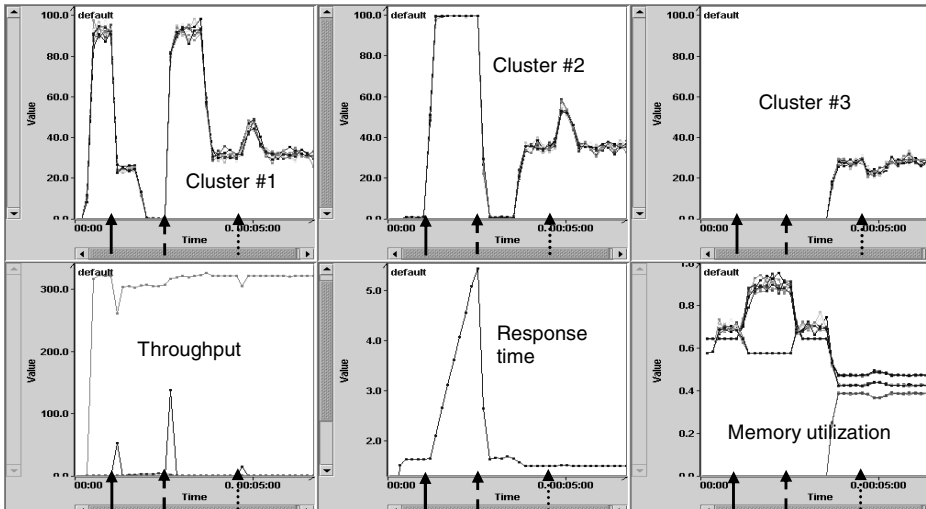 default
100.0
80.0
60.0
40.0
20.0
0.0
Value
Cluster #1
00:00
0:00:05:00
Time
default
100.0
80.0
60.0
40.0
20.0
0.0
Value
Cluster #2
00:00
0:00:05:00
Time
default
100.0
80.0
60.0
40.0
20.0
0.0
Value
Cluster #3
00:00
0:00:05:00
Time
default
300.0
200.0
100.0
0.0
Value
Throughput
00:00
0:00:05:00
Time
default
5.0
4.0
3.0
2.0
Value
Response
time
00:00
0:00:05:00
Time
default
0.8
0.6
0.4
0.2
0.0
Value
Memory utilization
00:00
0:00:05:00
Time